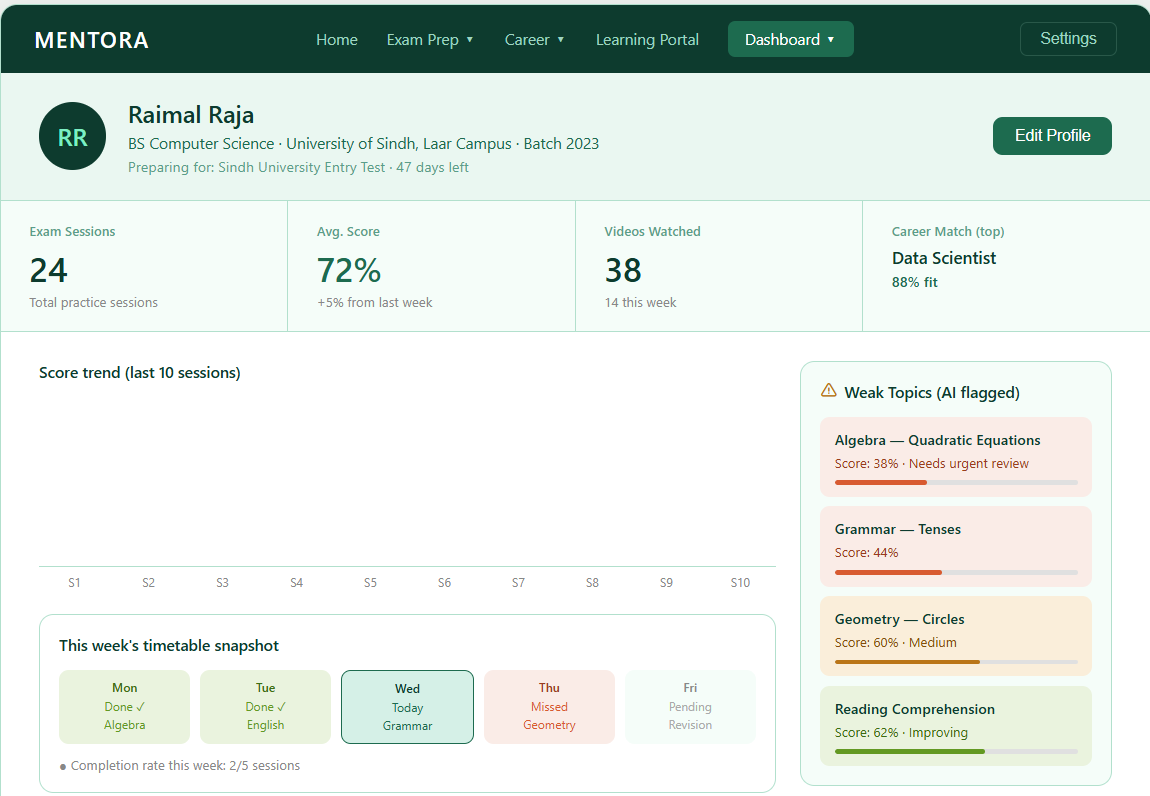 MENTORA
Home
Exam Prep ▼
Career ▼
Learning Portal
Dashboard ▼
Settings
RR
Raimal Raja
BS Computer Science · University of Sindh, Laar Campus · Batch 2023
Preparing for: Sindh University Entry Test · 47 days left
Edit Profile
Exam Sessions
24
Total practice sessions
Avg. Score
72%
+5% from last week
Videos Watched
38
14 this week
Career Match (top)
Data Scientist
88% fit
Score trend (last 10 sessions)
S1 S2 S3 S4 S5 S6 S7 S8 S9 S10
This week's timetable snapshot
Mon
Done ✓
Algebra
Tue
Done ✓
English
Wed
Today
Grammar
Thu
Missed
Geometry
Fri
Pending
Revision
● Completion rate this week: 2/5 sessions
⚠ Weak Topics (AI flagged)
Algebra — Quadratic Equations
Score: 38% · Needs urgent review
Grammar — Tenses
Score: 44%
Geometry — Circles
Score: 60% · Medium
Reading Comprehension
Score: 62% · Improving